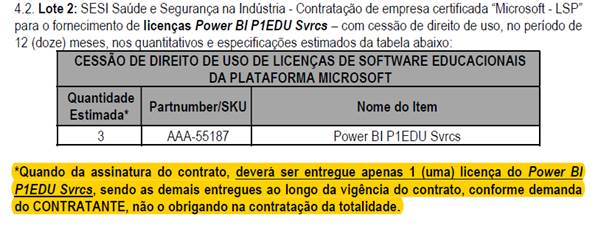 4.2. Lote 2: SESI Saúde e Segurança na Indústria - Contratação de empresa certificada “Microsoft - LSP”
para o fornecimento de licenças Power BI P1EDU Svrcs – com cessão de direito de uso, no período de
12 (doze) meses, nos quantitativos e especificações estimados da tabela abaixo:
CESSÃO DE DIREITO DE USO DE LICENÇAS DE SOFTWARE EDUCACIONAIS
DA PLATAFORMA MICROSOFT
Quantidade
Estimada*
Partnumber/SKU
Nome do Item
3 AAA-55187 Power BI P1EDU Svrcs
*Quando da assinatura do contrato, deverá ser entregue apenas 1 (uma) licença do Power BI
P1EDU Svrcs, sendo as demais entregues ao longo da vigência do contrato, conforme demanda
do CONTRATANTE, não o obrigando na contratação da totalidade.